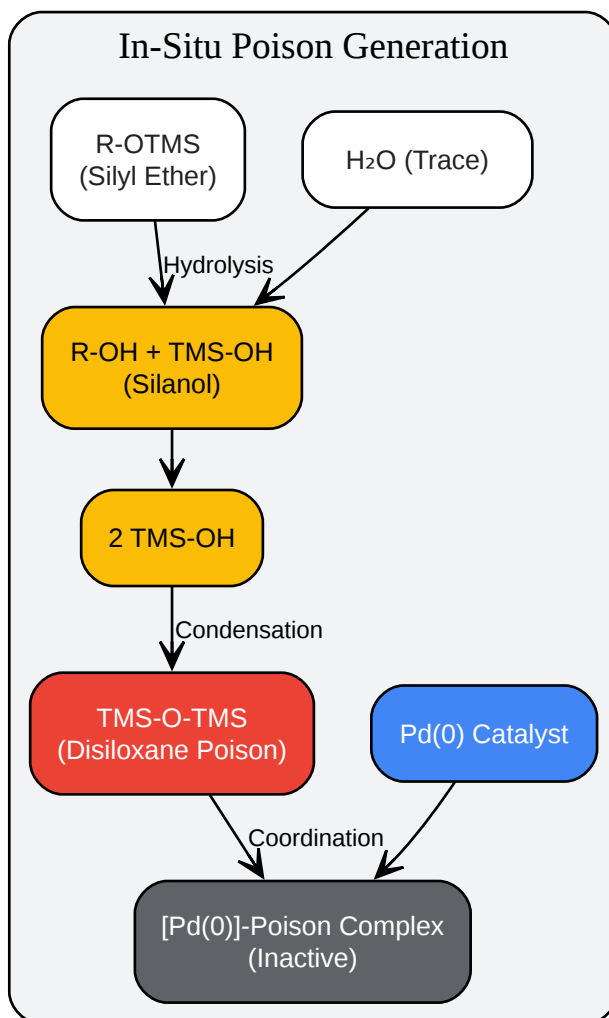 In-Situ Poison Generation
R-OTMS
(Silyl Ether)
H₂O (Trace)
Hydrolysis
R-OH + TMS-OH
(Silanol)
2 TMS-OH
Condensation
TMS-O-TMS
(Disiloxane Poison)
Pd(0) Catalyst
Coordination
[Pd(0)]-Poison Complex
(Inactive)